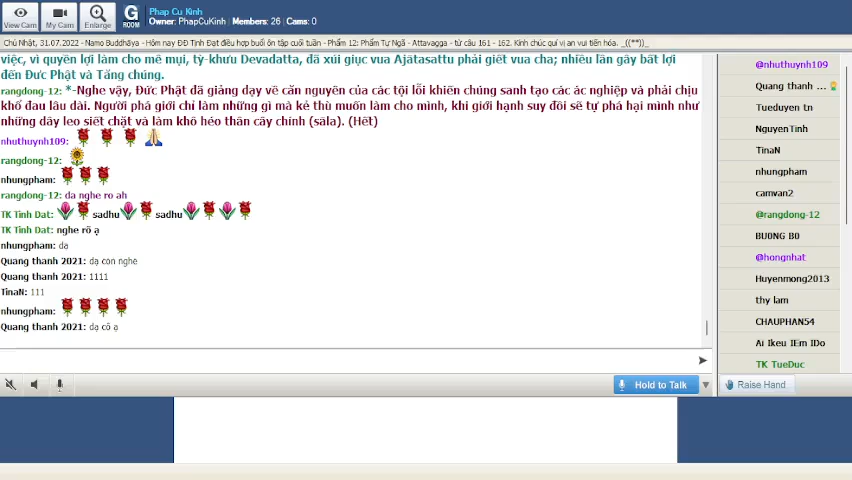 View Cam
My Cam
Enlarge
G ROOM
Phap Cu Kinh
Owner: PhapCuKinh | Members: 26 | Cams: 0
Chủ Nhật, 31.07.2022 - Namo Buddhāya - Hôm nay ĐĐ Tịnh Đạt điều hợp buổi ôn tập cuối tuần - Phẩm 12: Phẩm Tự Ngã - Attavagga - từ câu 161 - 162. Kính chúc quí vị an vui tiến hóa. _((**)_
việc, vì quyền lợi làm cho mê mụi, tỳ-khưu Devadatta, đã xúi giục vua Ajātasattu phải giết vua cha; nhiều lần gây bất lợi
đến Đức Phật và Tăng chúng.
rangdong-12: *-Nghe vậy, Đức Phật đã giảng dạy về căn nguyên của các tội lỗi khiến chúng sanh tạo các ác nghiệp và phải chịu
khổ đau lâu dài. Người phá giới chỉ làm những gì mà kẻ thù muốn làm cho mình, khi giới hạnh suy đồi sẽ tự phá hại mình như
những dây leo siết chặt và làm khô héo thân cây chính (sāla). (Hết)
nhuthuynh109:
rangdong-12:
nhungpham:
rangdong-12: da nghe ro ah
TK Tinh Dat: sadhu sadhu
TK Tinh Dat: nghe rõ ạ
nhungpham: da
Quang thanh 2021: dạ con nghe
Quang thanh 2021: 1111
TinaN: 111
nhungpham:
Quang thanh 2021: dạ cô ạ
Hold to Talk
@nhuthuynh109
Quang thanh ...
Tueduyen tn
NguyenTinh
TinaN
nhungpham
camvan2
@rangdong-12
BU0NG B0
@hongnhat
Huyenmong2013
thy lam
CHAUPHAN54
Ai Ikeu IEm IDo
TK TueDuc
Raise Hand